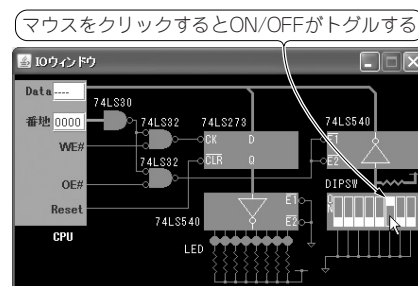 マウスをクリックするとON/OFFがトグルする
IOウィンドウ
Data ----
74LS30
番地 0000
74LS32
74LS273
74LS540
WE#
CK D
E1
E2
74LS32
CLR Q
OE#
DIPSW
ON
Reset
74LS540
E1
E2
CPU
LED